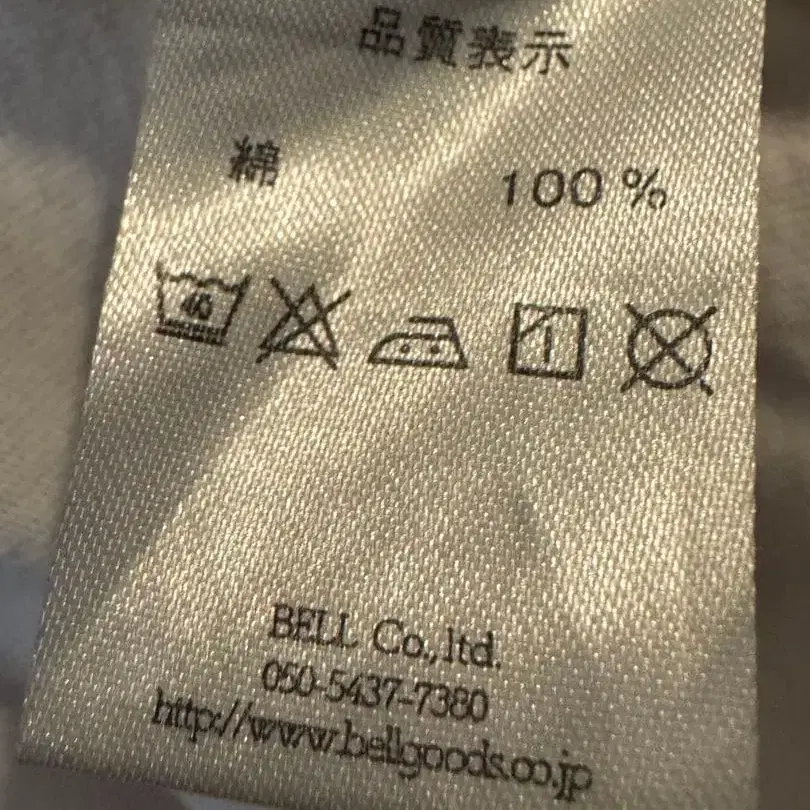 品質表示
綿 100%
40
BELL Co.,ltd.
050-5437-7380
http://www.bellgoods.co.jp